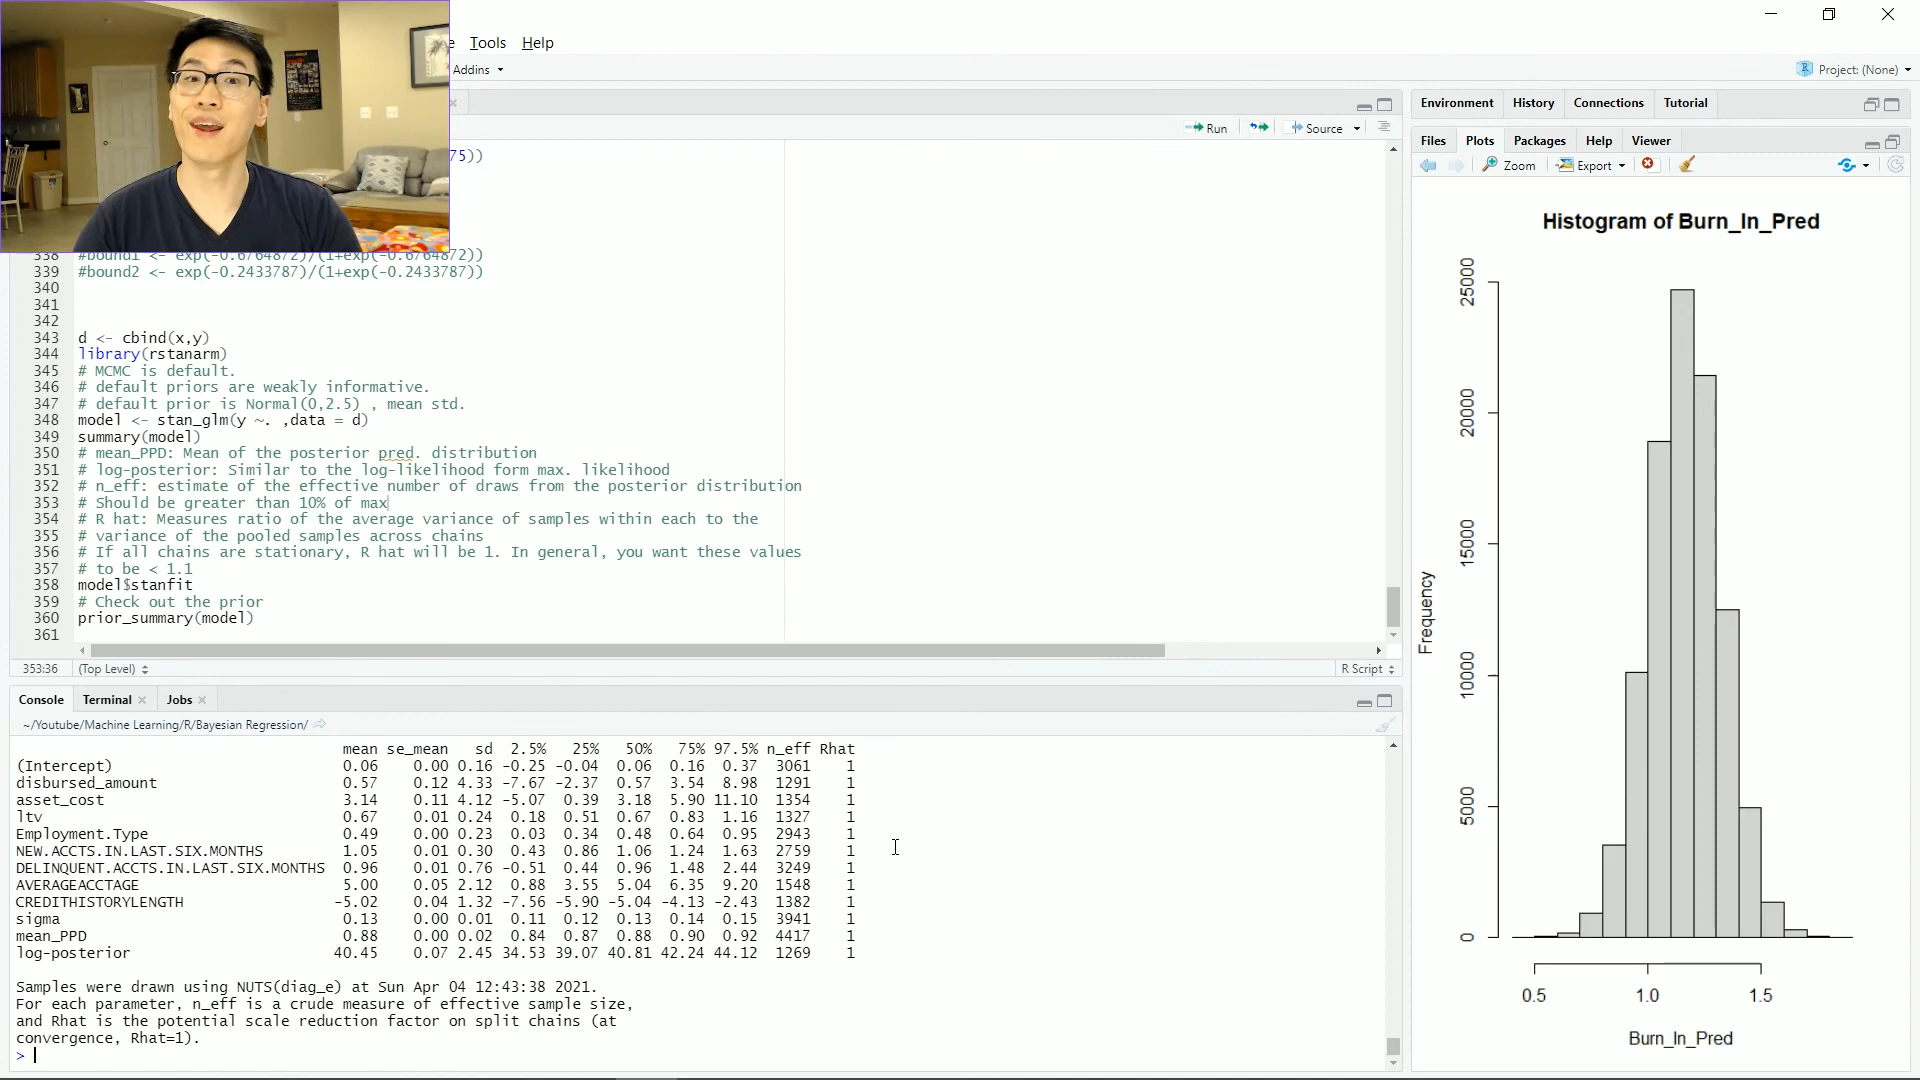 Tools Help
Addins
Project: (None)
Run
Source
75))
338 #bound1 <- exp(-0.6764872)/(1+exp(-0.6764872))
339 #bound2 <- exp(-0.2433787)/(1+exp(-0.2433787))
340
341
342
343 d <- cbind(x,y)
344 library(rstanarm)
345 # MCMC is default.
346 # default priors are weakly informative.
347 # default prior is Normal(0,2.5) , mean std.
348 model <- stan_glm(y ~. ,data = d)
349 summary(model)
350 # mean_PPD: Mean of the posterior pred. distribution
351 # log-posterior: Similar to the log-likelihood form max. likelihood
352 # n_eff: estimate of the effective number of draws from the posterior distribution
353 # Should be greater than 10% of max
354 # R hat: Measures ratio of the average variance of samples within each to the
355 # variance of the pooled samples across chains
356 # If all chains are stationary, R hat will be 1. In general, you want these values
357 # to be < 1.1
358 model$stanfit
359 # Check out the prior
360 prior_summary(model)
361
353:36 (Top Level) R Script
Console Terminal Jobs
~/Youtube/Machine Learning/R/Bayesian Regression/
mean se_mean sd 2.5% 25% 50% 75% 97.5% n_eff Rhat
(Intercept) 0.06 0.00 0.16 -0.25 -0.04 0.06 0.16 0.37 3061 1
disbursed_amount 0.57 0.12 4.33 -7.67 -2.37 0.57 3.54 8.98 1291 1
asset_cost 3.14 0.11 4.12 -5.07 0.39 3.18 5.90 11.10 1354 1
ltv 0.67 0.01 0.24 0.18 0.51 0.67 0.83 1.16 1327 1
Employment.Type 0.49 0.00 0.23 0.03 0.34 0.48 0.64 0.95 2943 1
NEW.ACCTS.IN.LAST.SIX.MONTHS 1.05 0.01 0.30 0.43 0.86 1.06 1.24 1.63 2759 1
DELINQUENT.ACCTS.IN.LAST.SIX.MONTHS 0.96 0.01 0.76 -0.51 0.44 0.96 1.48 2.44 3249 1
AVERAGEACCTAGE 5.00 0.05 2.12 0.88 3.55 5.04 6.35 9.20 1548 1
CREDITHISTORYLENGTH -5.02 0.04 1.32 -7.56 -5.90 -5.04 -4.13 -2.43 1382 1
sigma 0.13 0.00 0.01 0.11 0.12 0.13 0.14 0.15 3941 1
mean_PPD 0.88 0.00 0.02 0.84 0.87 0.88 0.90 0.92 4417 1
log-posterior 40.45 0.07 2.45 34.53 39.07 40.81 42.24 44.12 1269 1
Samples were drawn using NUTS(diag_e) at Sun Apr 04 12:43:38 2021.
For each parameter, n_eff is a crude measure of effective sample size,
and Rhat is the potential scale reduction factor on split chains (at
convergence, Rhat=1).
>
Environment History Connections Tutorial
Files Plots Packages Help Viewer
Zoom Export
Histogram of Burn_In_Pred
Frequency
25000
20000
15000
10000
5000
0
0.5 1.0 1.5
Burn_In_Pred